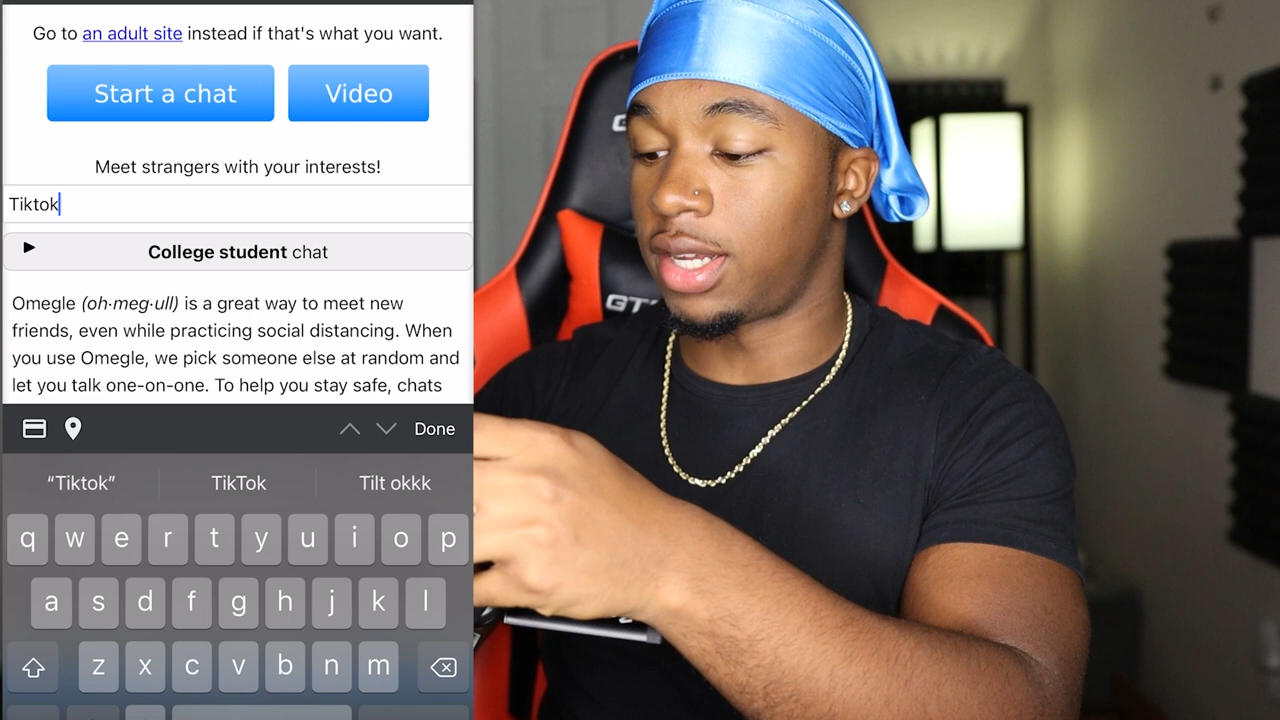 Go to an adult site instead if that's what you want.
Start a chat
Video
Meet strangers with your interests!
Tiktok
College student chat
Omegle (oh·meg·ull) is a great way to meet new
friends, even while practicing social distancing. When
you use Omegle, we pick someone else at random and
let you talk one-on-one. To help you stay safe, chats
Done
“Tiktok”
TikTok
Tilt okkk
q w e r t y u i o p
a s d f g h j k l
z x c v b n m
GT